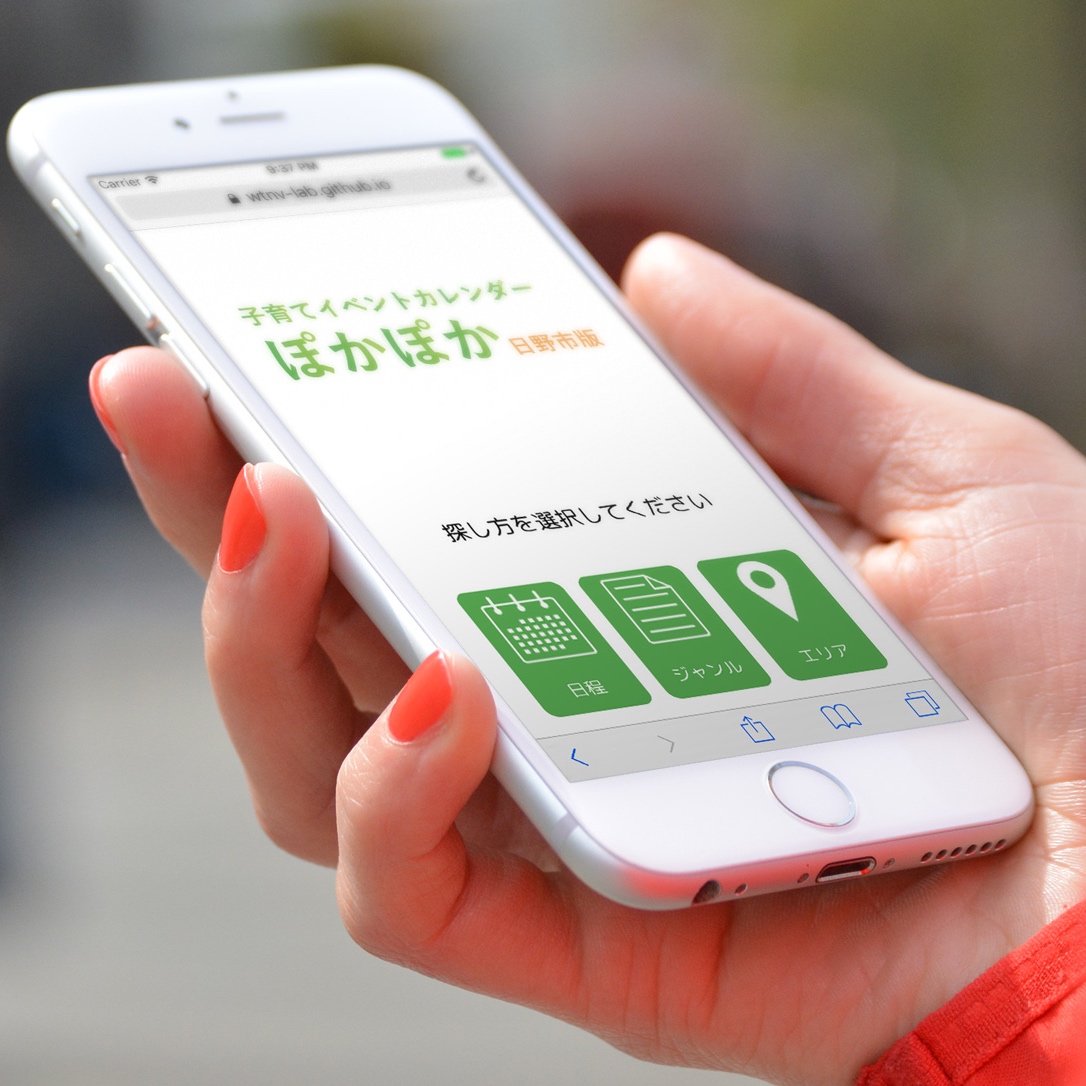 Carrier 9:37 PM
wtnv-lab.github.io
子育てイベントカレンダー
ぽかぽか 日野市版
探し方を選択してください
日程 ジャンル エリア